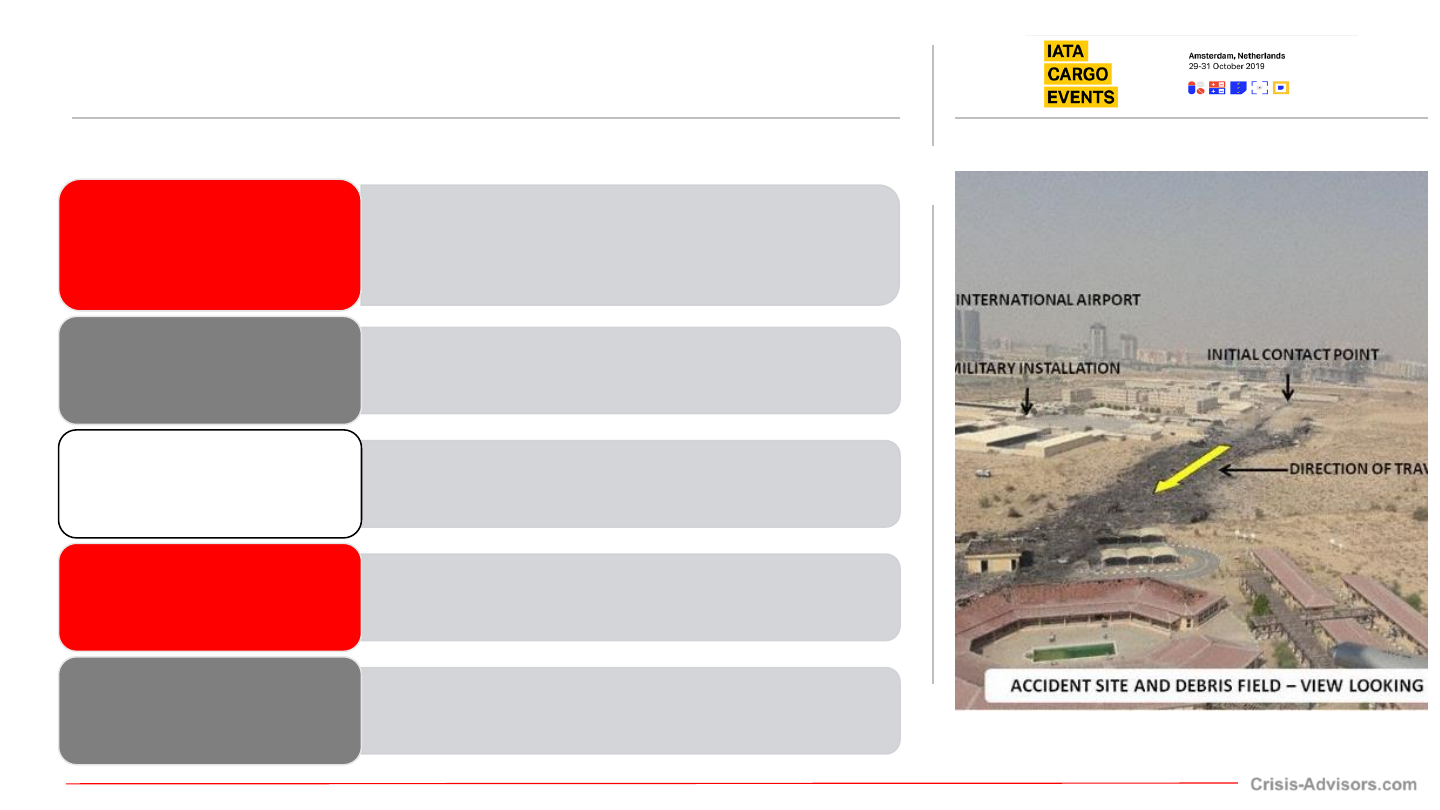 IATA
CARGO
EVENTS
Amsterdam, Netherlands
29-31 October 2019
INTERNATIONAL AIRPORT
INITIAL CONTACT POINT
MILITARY INSTALLATION
DIRECTION OF TRAV
ACCIDENT SITE AND DEBRIS FIELD – VIEW LOOKING
Crisis-Advisors.com